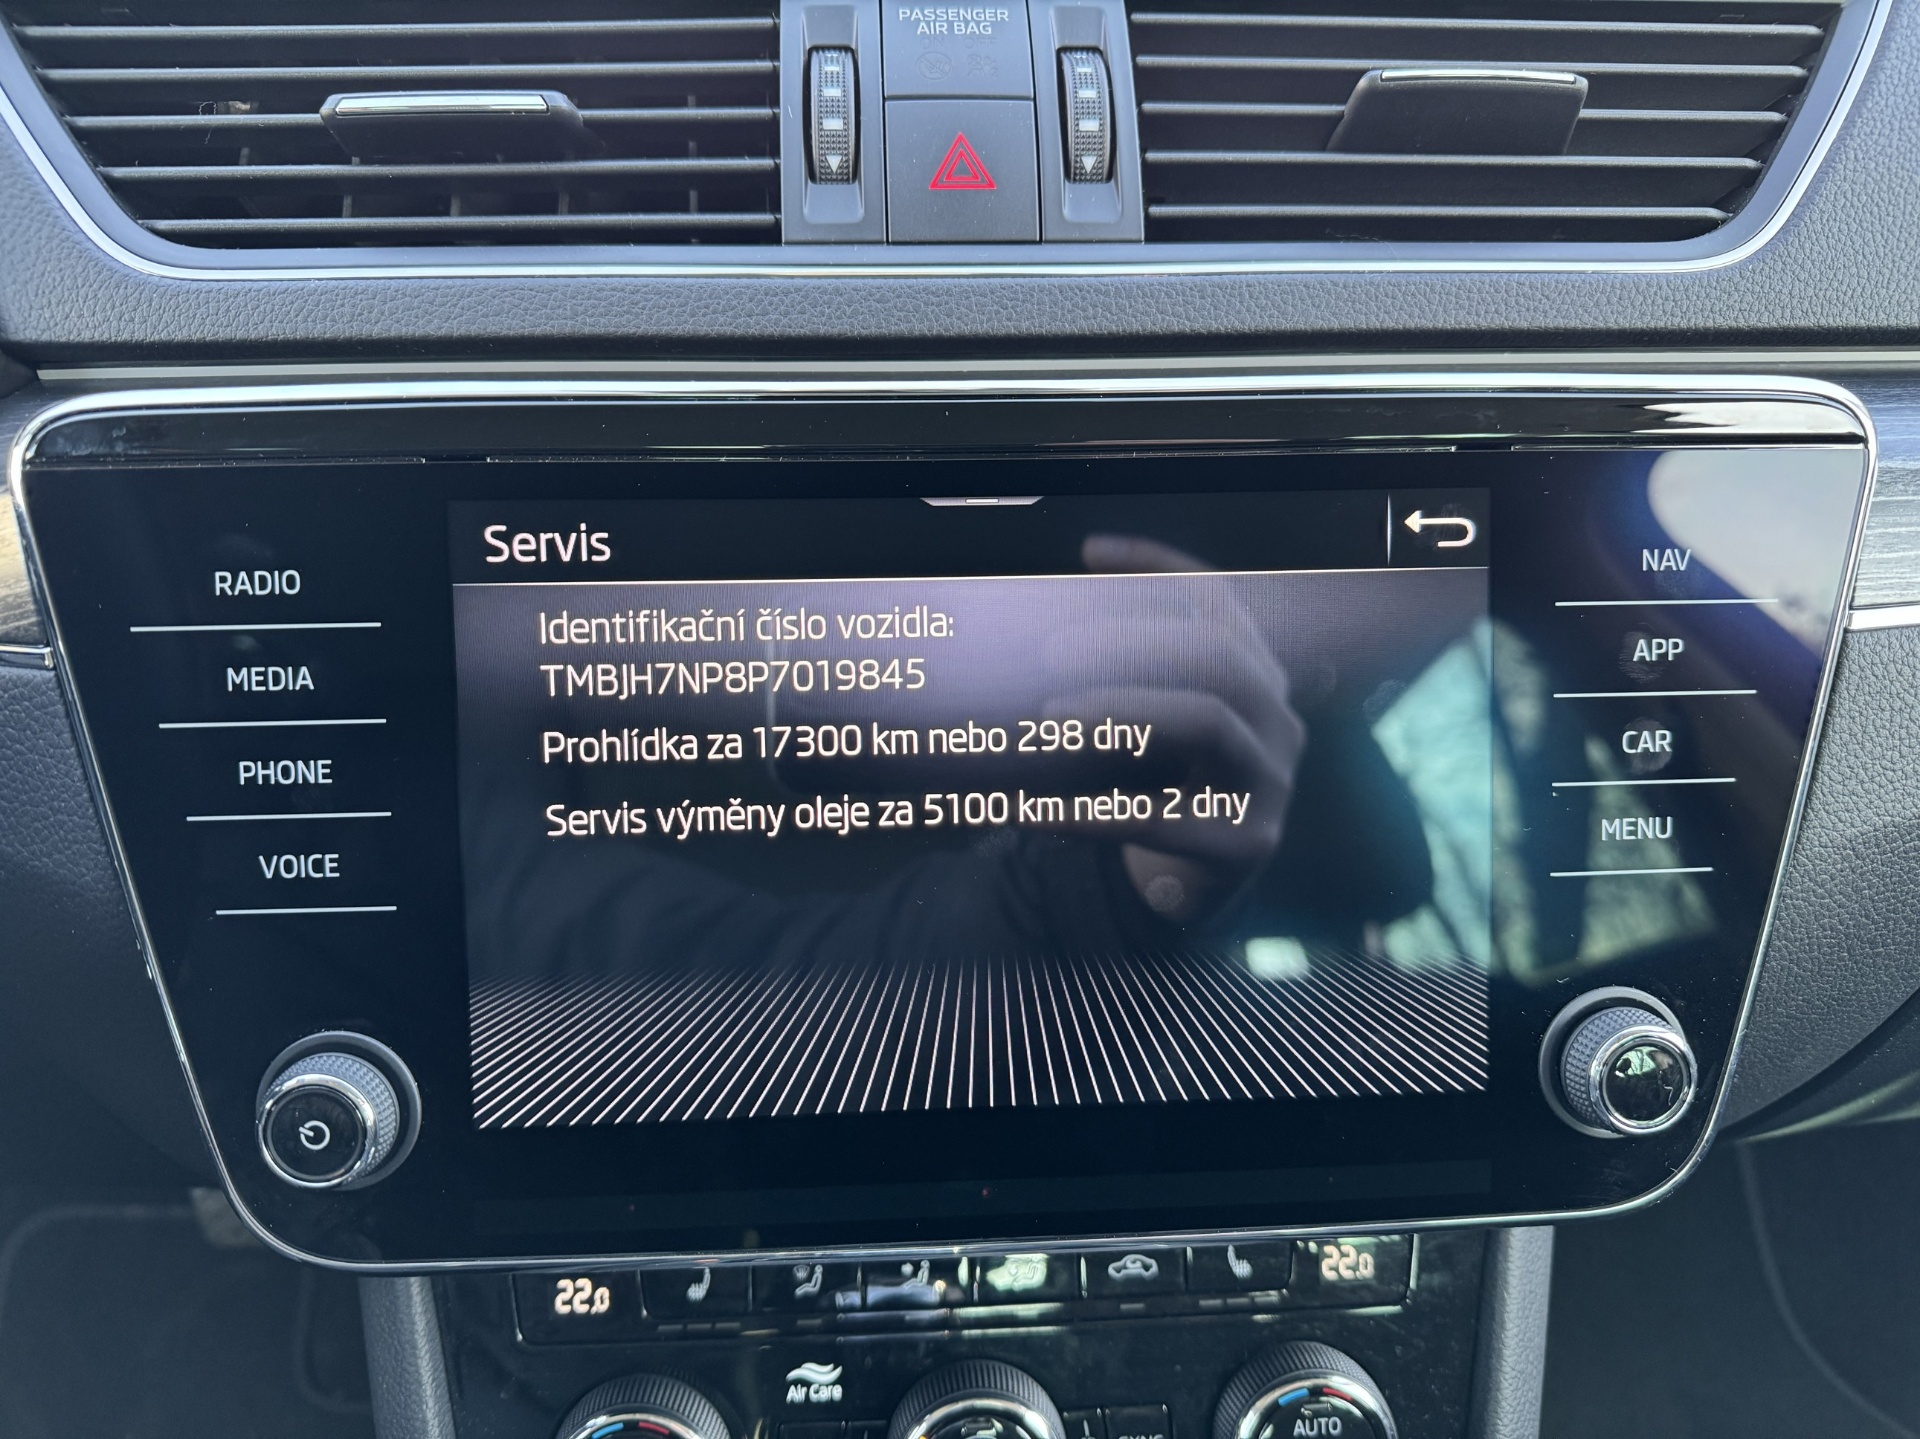 PASSENGER
AIR BAG
Servis
RADIO
MEDIA
PHONE
VOICE
Identifikační číslo vozidla:
TMBJH7NP8P7019845
Prohlídka za 17300 km nebo 298 dny
Servis výměny oleje za 5100 km nebo 2 dny
NAV
APP
CAR
MENU
22.0
22.0
Air Care
AUTO